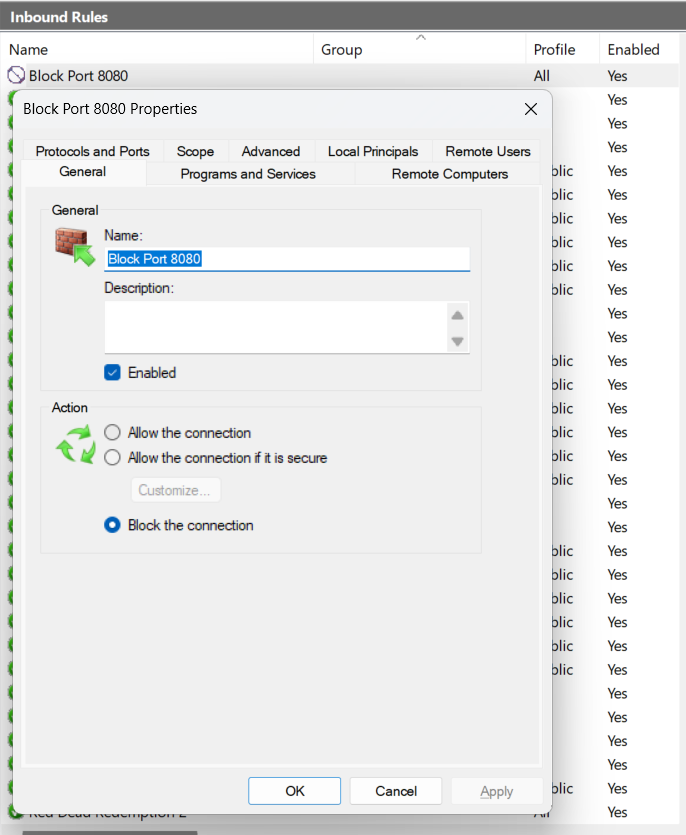 Inbound Rules
Name Group Profile Enabled
Block Port 8080 All Yes
Block Port 8080 Properties
Yes
Yes
Yes
Protocols and Ports Scope Advanced Local Principals Remote Users
General Programs and Services Remote Computers
blic Yes
blic Yes
General
blic Yes
Name:
blic Yes
Block Port 8080
blic Yes
Description:
blic Yes
Yes
Yes
blic Yes
Enabled
blic Yes
Action
blic Yes
Allow the connection
blic Yes
Allow the connection if it is secure
blic Yes
blic Yes
Customize...
Yes
Block the connection
Yes
blic Yes
blic Yes
blic Yes
blic Yes
blic Yes
blic Yes
Yes
Yes
Yes
Yes
OK Cancel Apply
blic Yes
Red Dead Redemption 2 All Yes